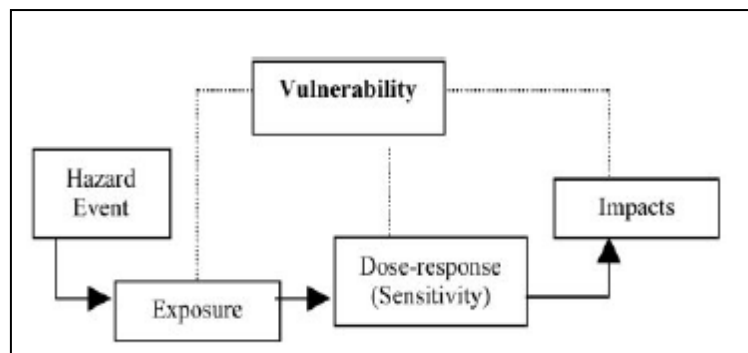 Vulnerability
Hazard
Event
Impacts
Dose-response
(Sensitivity)
Exposure